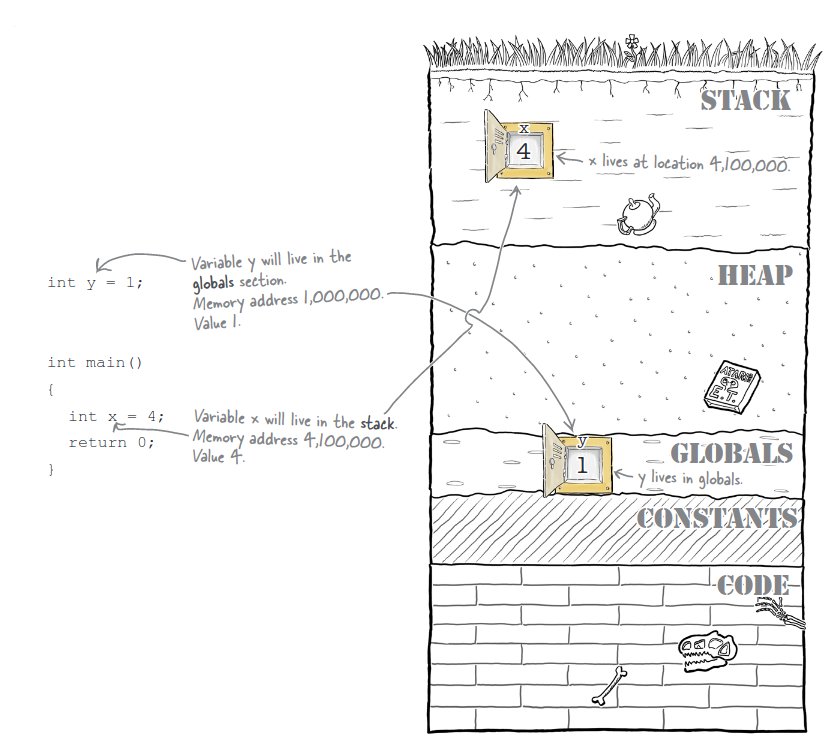 STACK
x
4
x lives at location 4,100,000.
Variable y will live in the
globals section.
Memory address 1,000,000.
Value 1.
int y = 1;
HEAP
int main()
{
int x = 4;
return 0;
}
Variable x will live in the stack.
Memory address 4,100,000.
Value 4.
ATARI
E.T.
y
1
GLOBALS
y lives in globals.
CONSTANTS
CODE